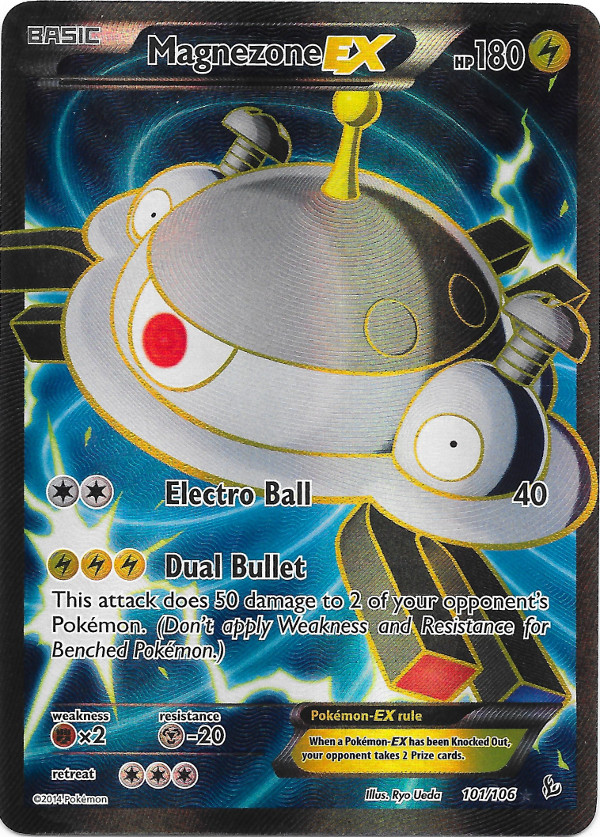 BASIC
Magnezone EX HP180
Electro Ball 40
Dual Bullet
This attack does 50 damage to 2 of your opponent's
Pokémon. (Don't apply Weakness and Resistance for
Benched Pokémon.)
weakness resistance
×2 -20
retreat
Pokémon-EX rule
When a Pokémon-EX has been Knocked Out,
your opponent takes 2 Prize cards.
©2014 Pokémon Illus. Ryo Ueda 101/106